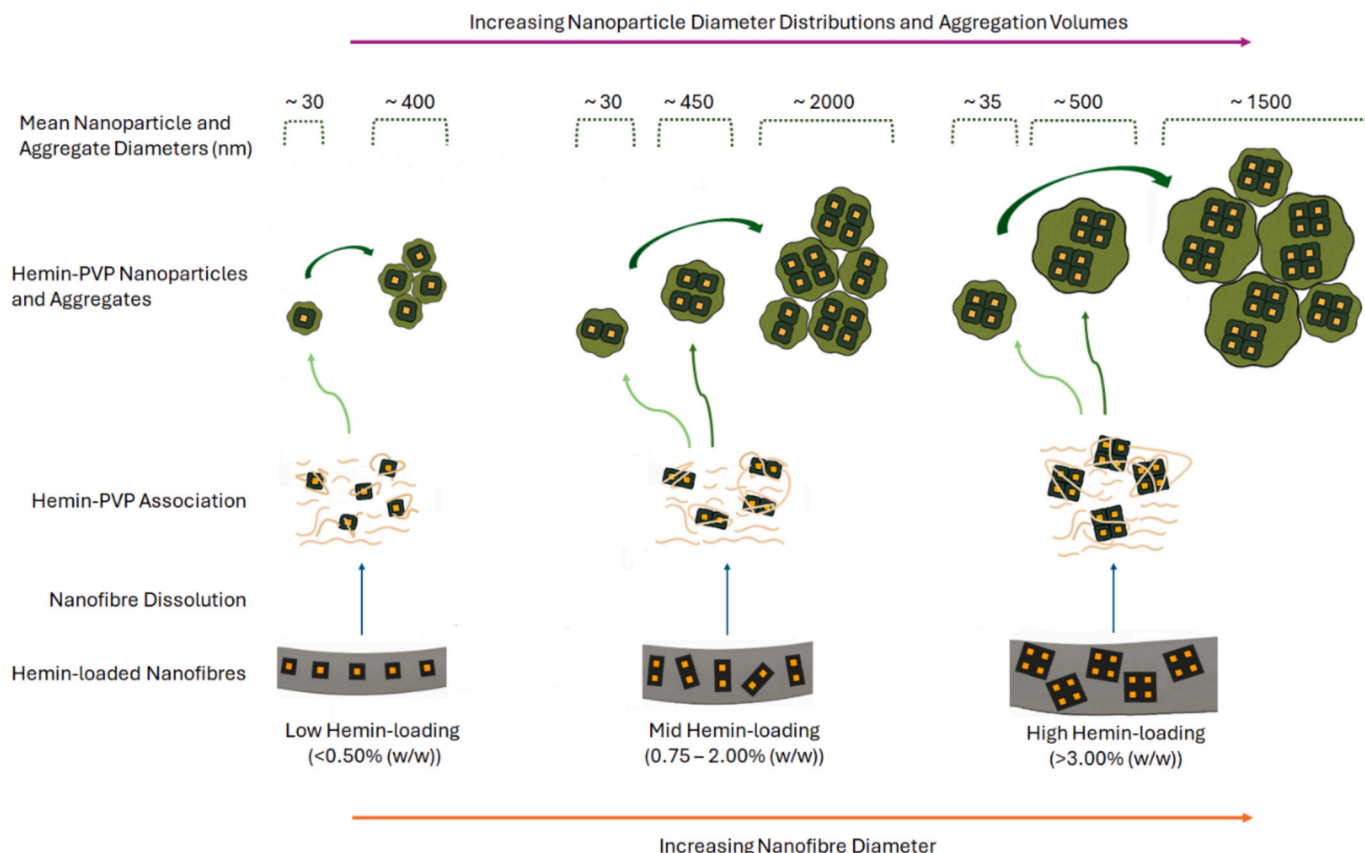 Increasing Nanoparticle Diameter Distributions and Aggregation Volumes
~ 30
~ 400
~ 30
~ 450
~ 2000
~ 35
~ 500
~ 1500
Mean Nanoparticle and
Aggregate Diameters (nm)
Hemin-PVP Nanoparticles
and Aggregates
Hemin-PVP Association
Nanofibre Dissolution
Hemin-loaded Nanofibres
Low Hemin-loading
(<0.50% (w/w))
Mid Hemin-loading
(0.75 – 2.00% (w/w))
High Hemin-loading
(>3.00% (w/w))
Increasing Nanofibre Diameter